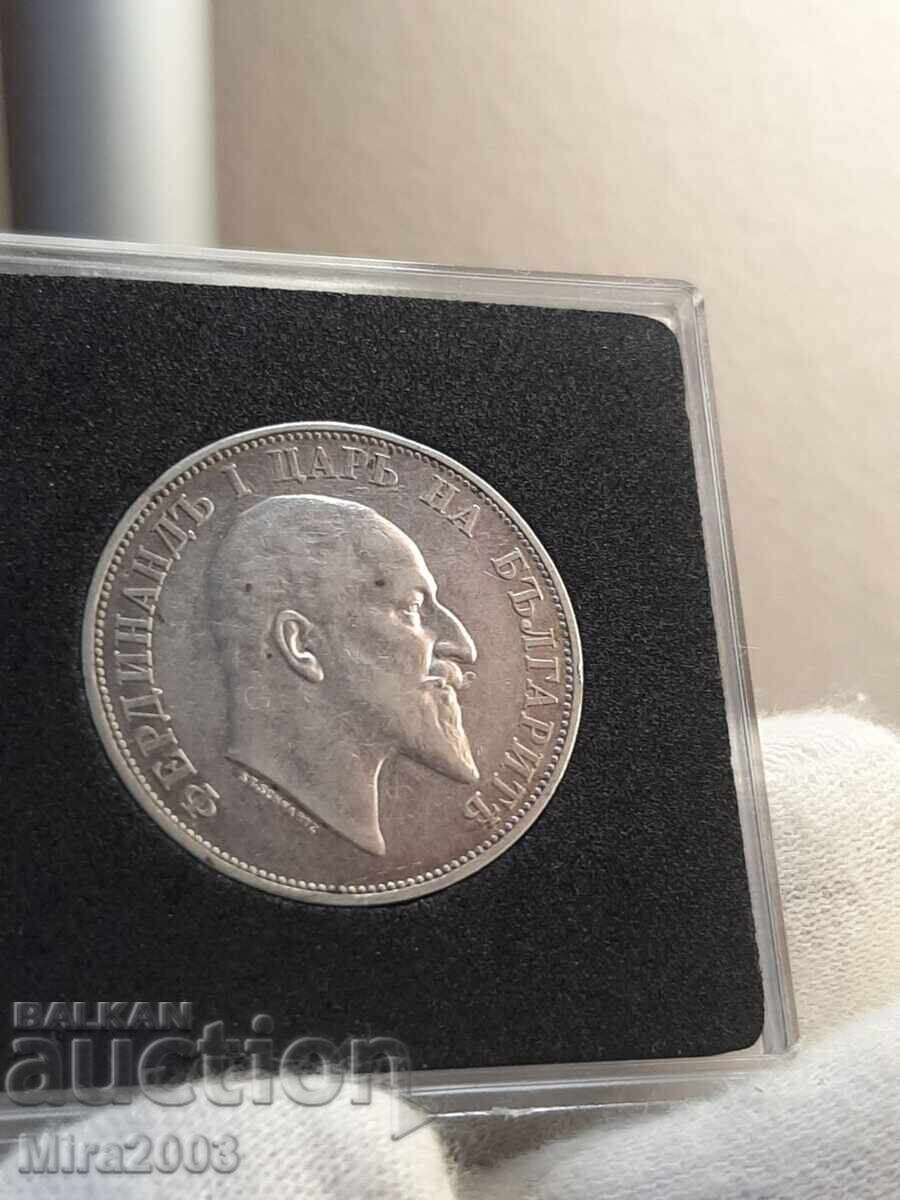 ФЕРДИНАНДЪ I ЦАРЬ НА БЪЛГАРИТѢ
BALKAN
auction
Mira2003